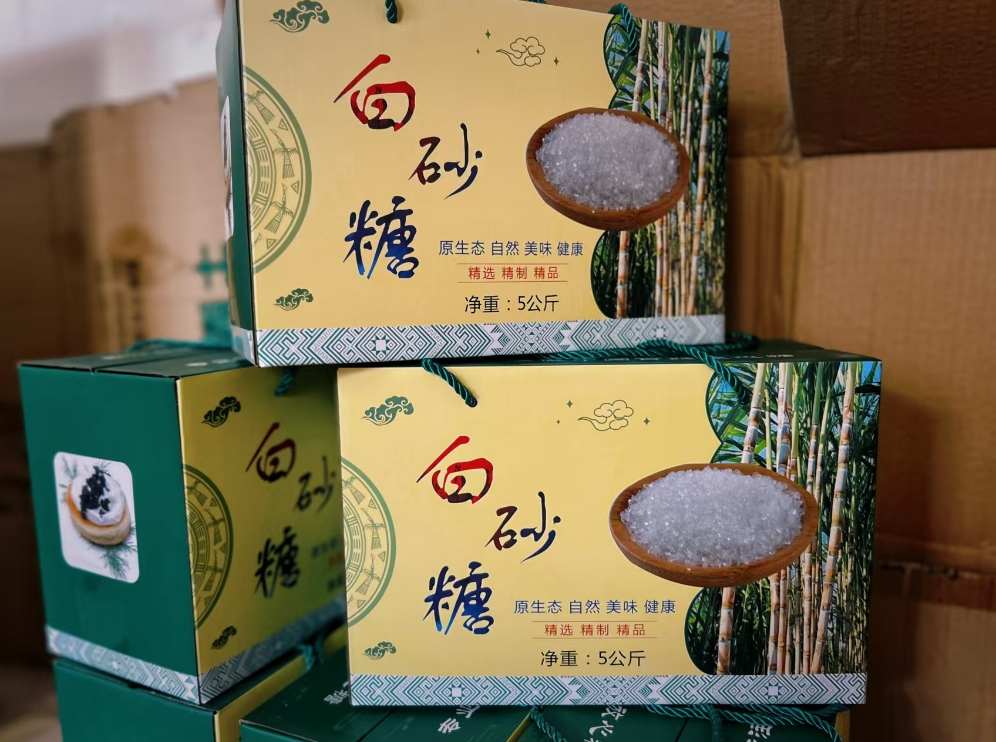 白
砂
糖
原生态 自然 美味 健康
精选 精制 精品
净重：5公斤
白
砂
糖
白
砂
糖
原生态 自然 美味 健康
精选 精制 精品
净重：5公斤